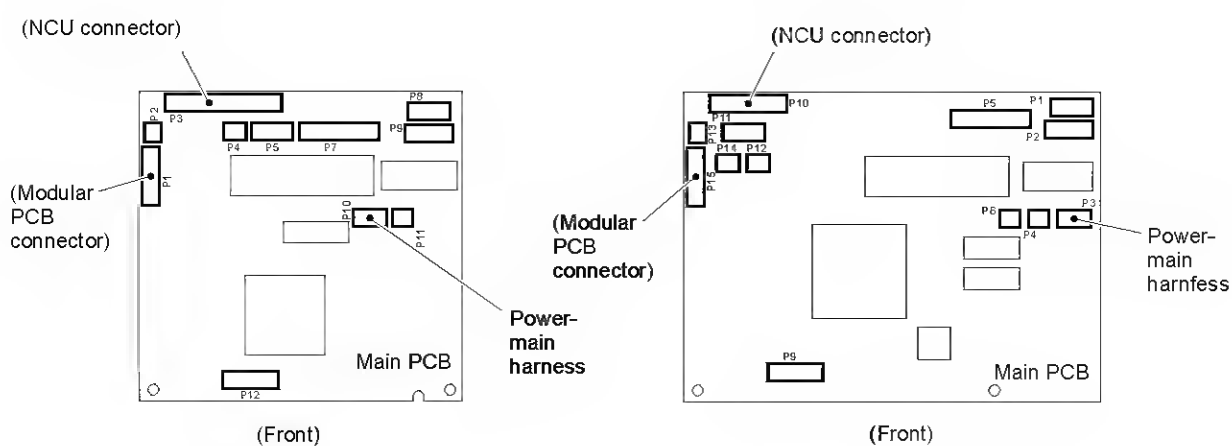 (NCU connector)
P2
P3
P8
P9
P4
P5
P7
P1
(Modular
PCB
connector)
P10
P11
Power-
main
harness
Main PCB
P12
(Front)
(NCU connector)
P10
P11
P13
P5
P1
P2
P14
P12
P15
(Modular
PCB
connector)
P6
P4
P3
Power-
main
harnfess
P9
Main PCB
(Front)